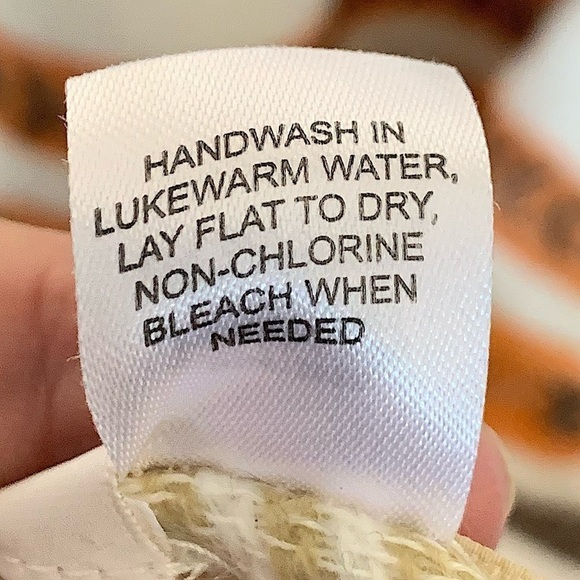 HANDWASH IN
LUKEWARM WATER,
LAY FLAT TO DRY,
NON-CHLORINE
BLEACH WHEN
NEEDED